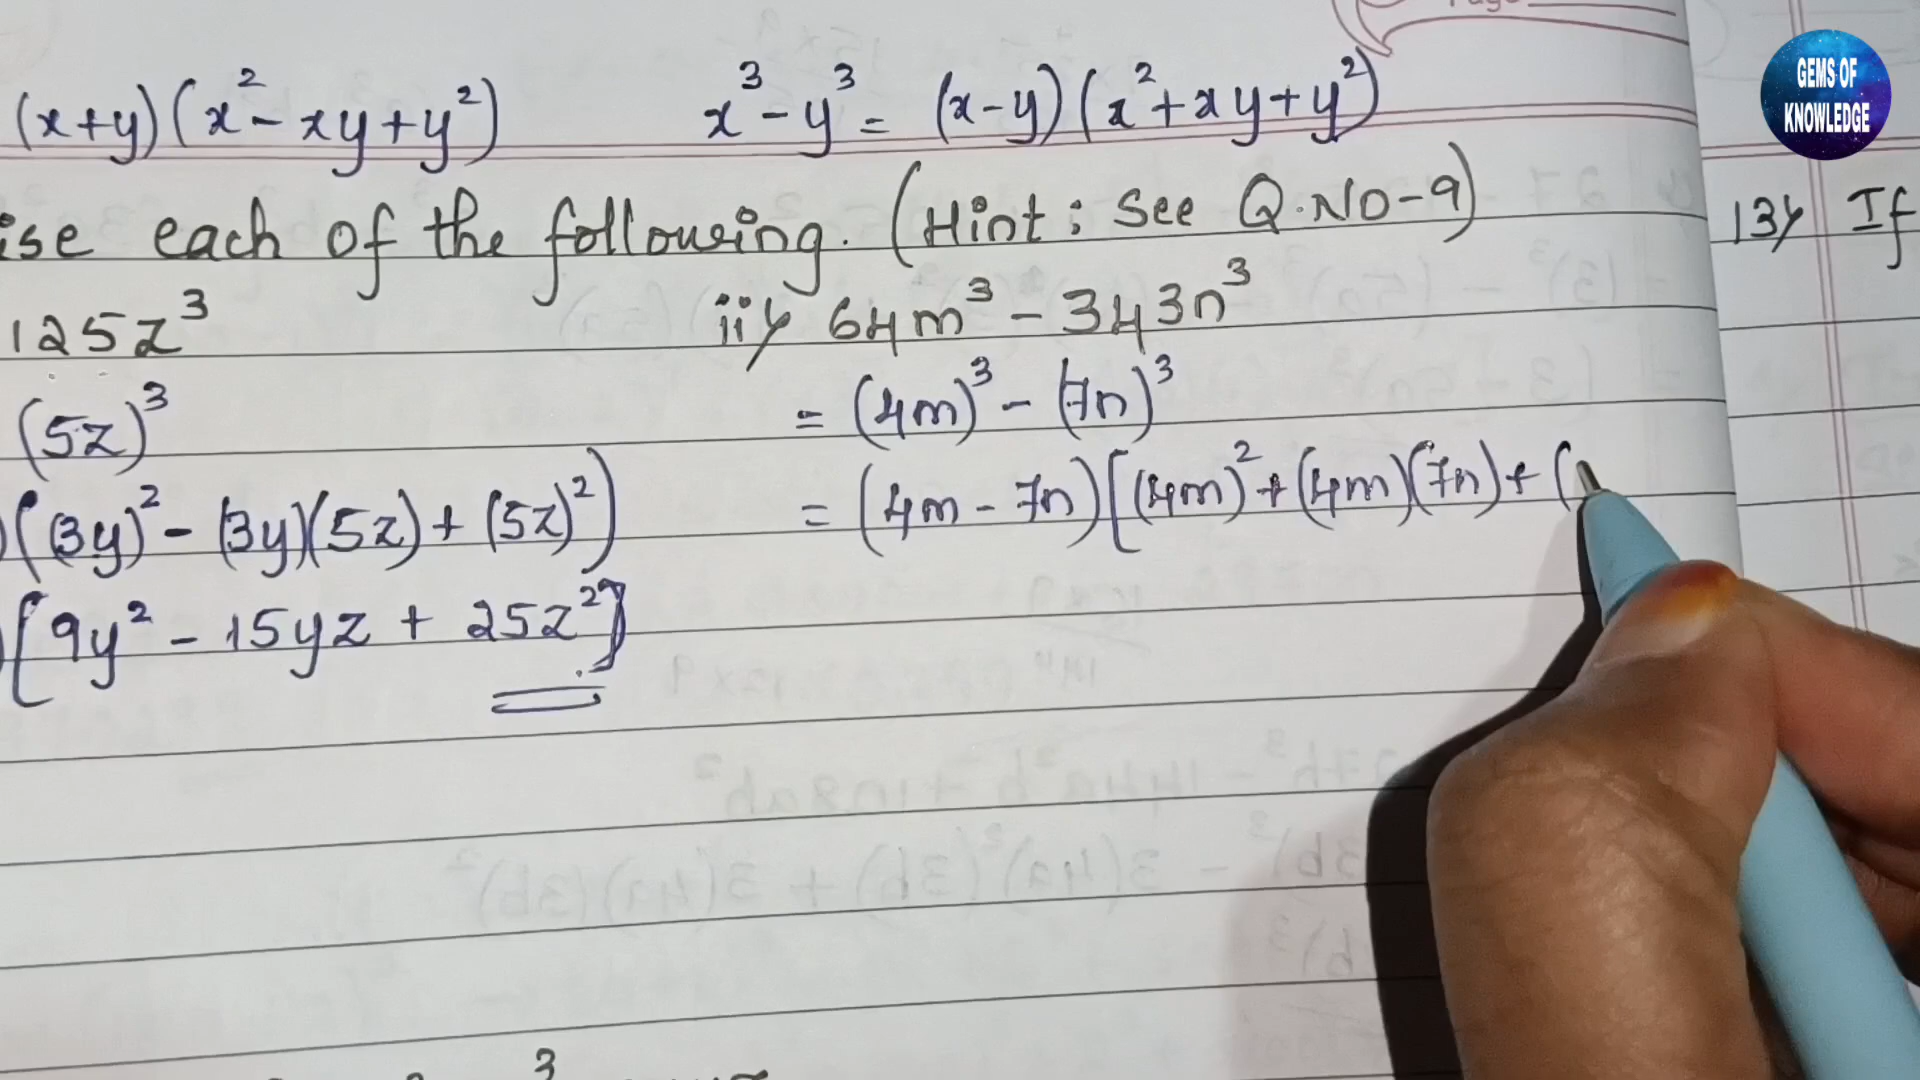 (x+y)(x²-xy+y²)
x³-y³ = (x-y)(x²+xy+y²)
GEMS OF
KNOWLEDGE
ise each of the following. (Hint : See Q.NO-9)
13) If
125z³
ii) 64m³ - 343n³
(5z)³
= (4m)³ - (7n)³
)((3y)² - (3y)(5z) + (5z)²)
= (4m - 7n)[(4m)² + (4m)(7n) + (
)[9y² - 15yz + 25z²]